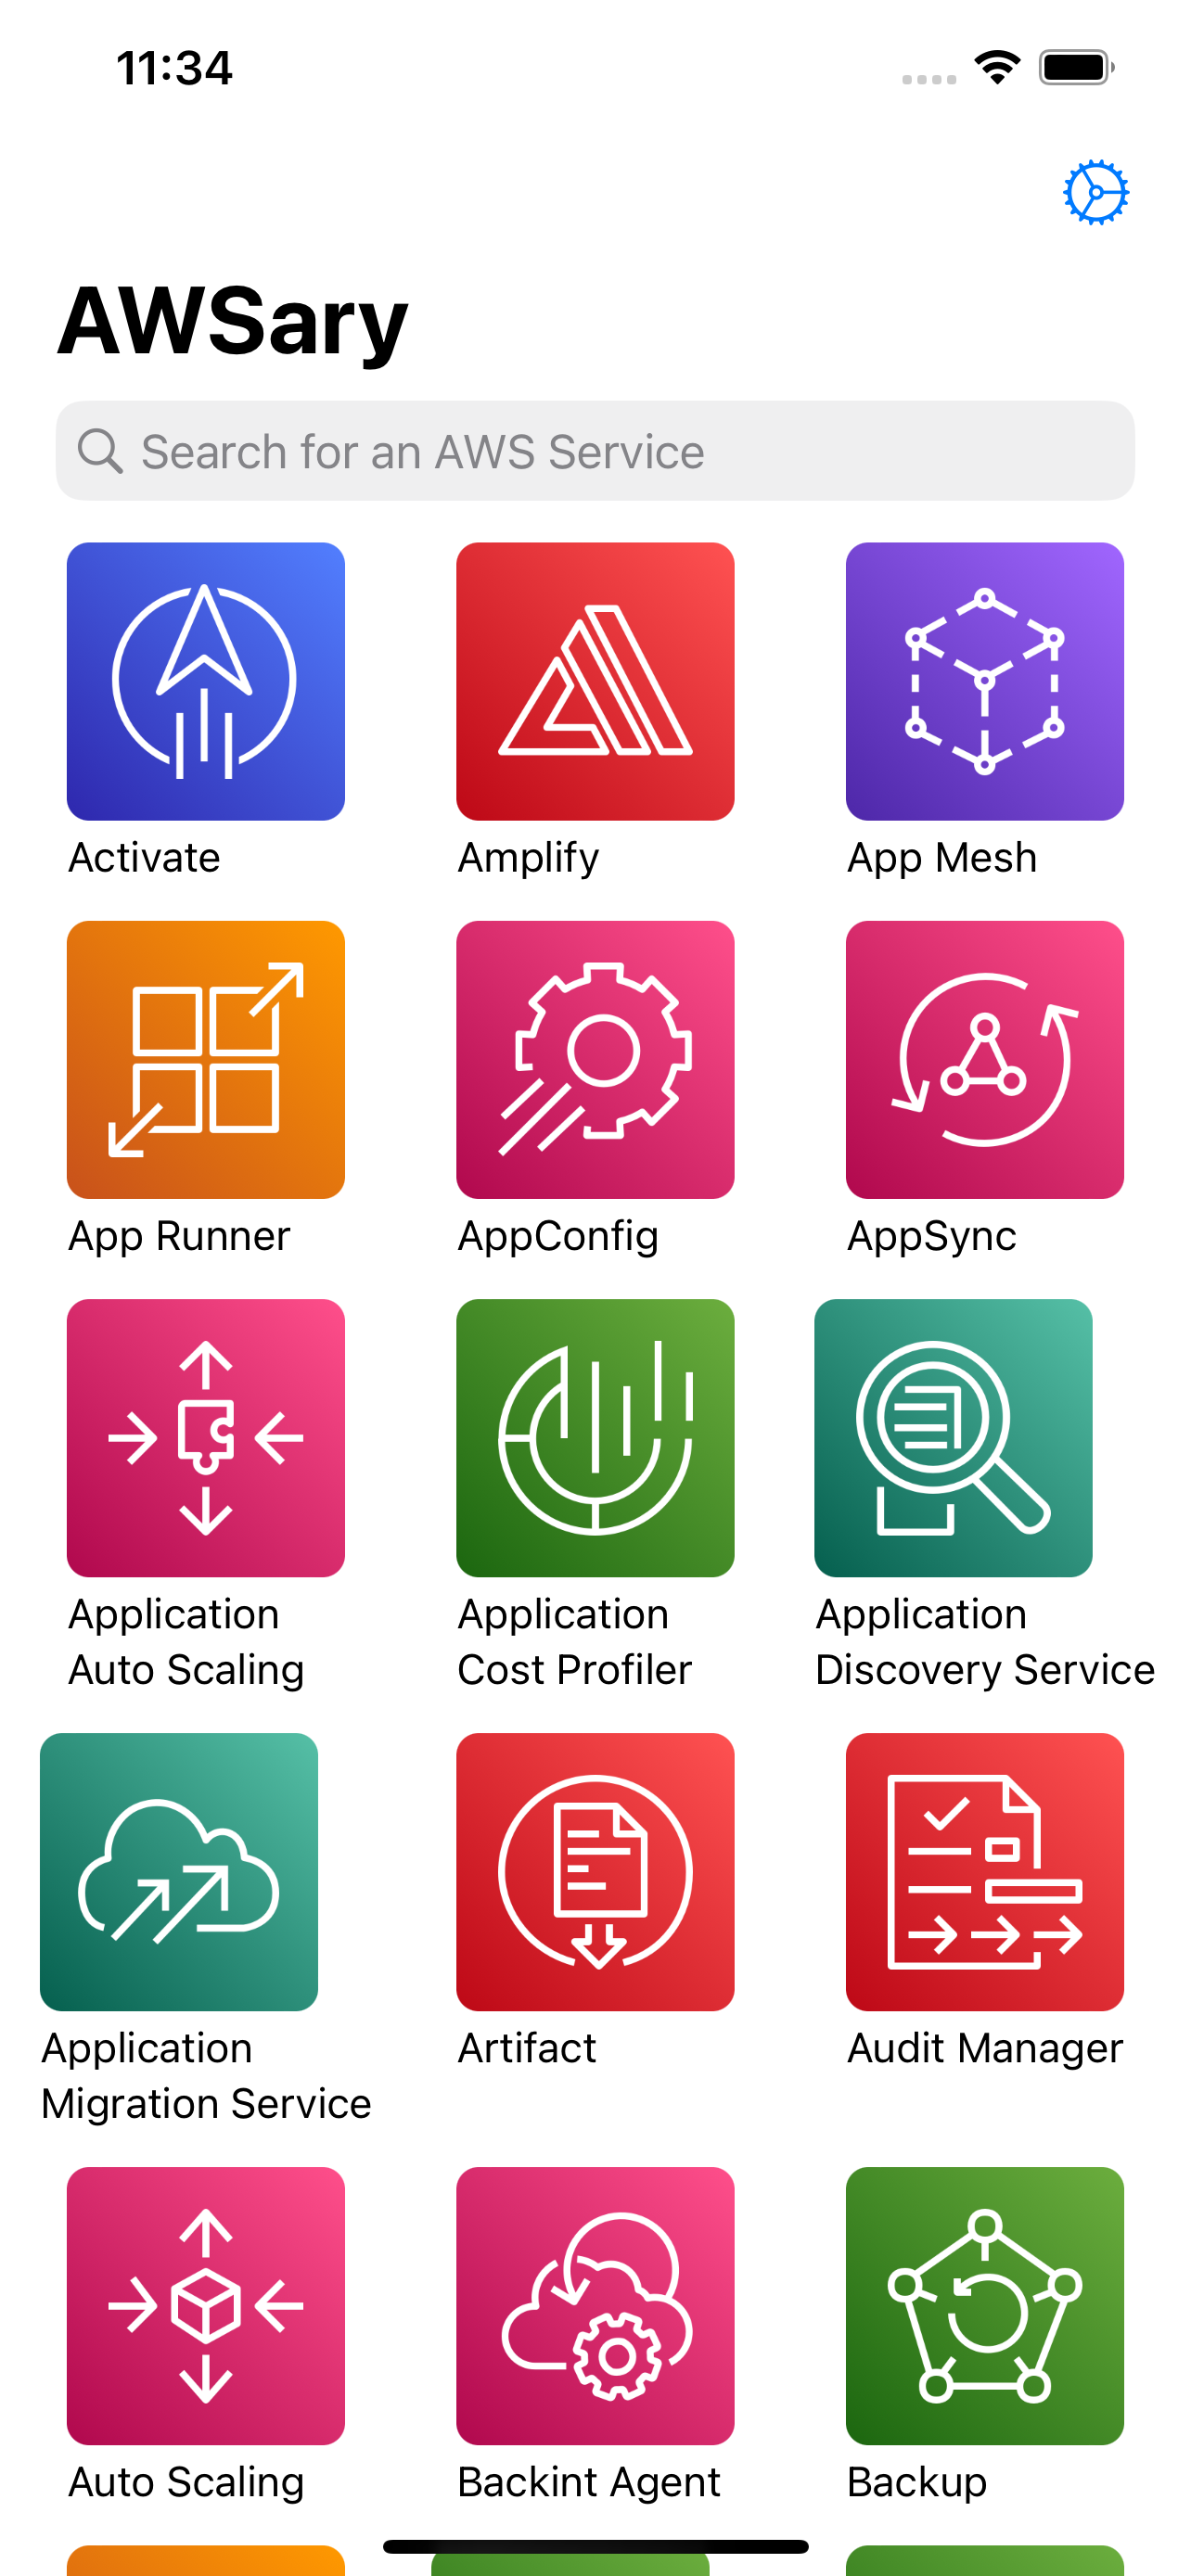 11:34
AWSary
Search for an AWS Service
Activate
Amplify
App Mesh
App Runner
AppConfig
AppSync
Application
Auto Scaling
Application
Cost Profiler
Application
Discovery Service
Application
Migration Service
Artifact
Audit Manager
Auto Scaling
Backint Agent
Backup